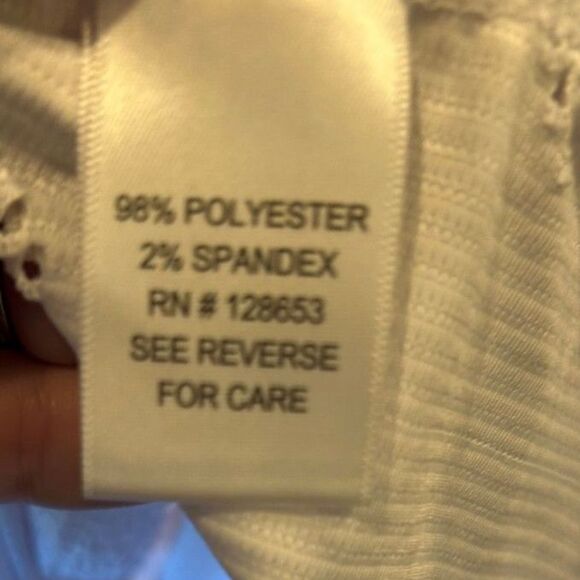 98% POLYESTER
2% SPANDEX
RN # 128653
SEE REVERSE
FOR CARE